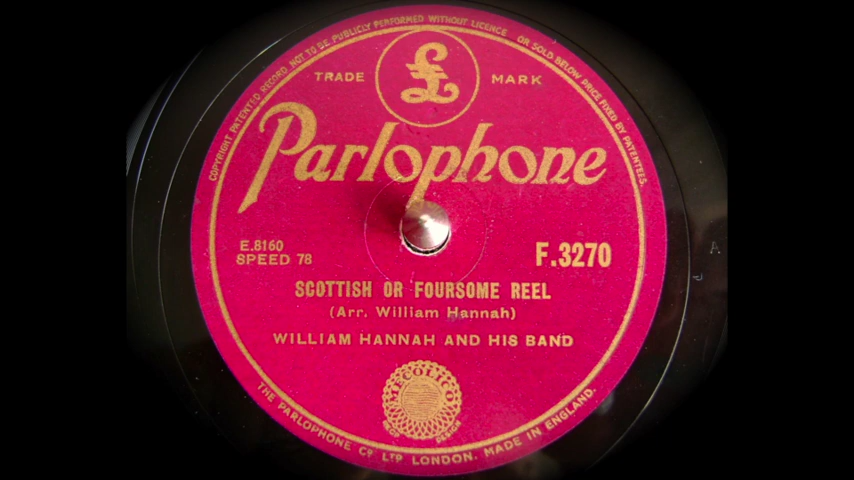 COPYRIGHT PATENTED RECORD. NOT TO BE PUBLICLY PERFORMED WITHOUT LICENCE OR SOLD BELOW PRICE FIXED BY PATENTEES.
£
TRADE MARK
Parlophone
E.8160
SPEED 78
F.3270
SCOTTISH OR FOURSOME REEL
(Arr. William Hannah)
WILLIAM HANNAH AND HIS BAND
MECOLICO
DESIGN
THE PARLOPHONE Cº LTD LONDON. MADE IN ENGLAND.
A